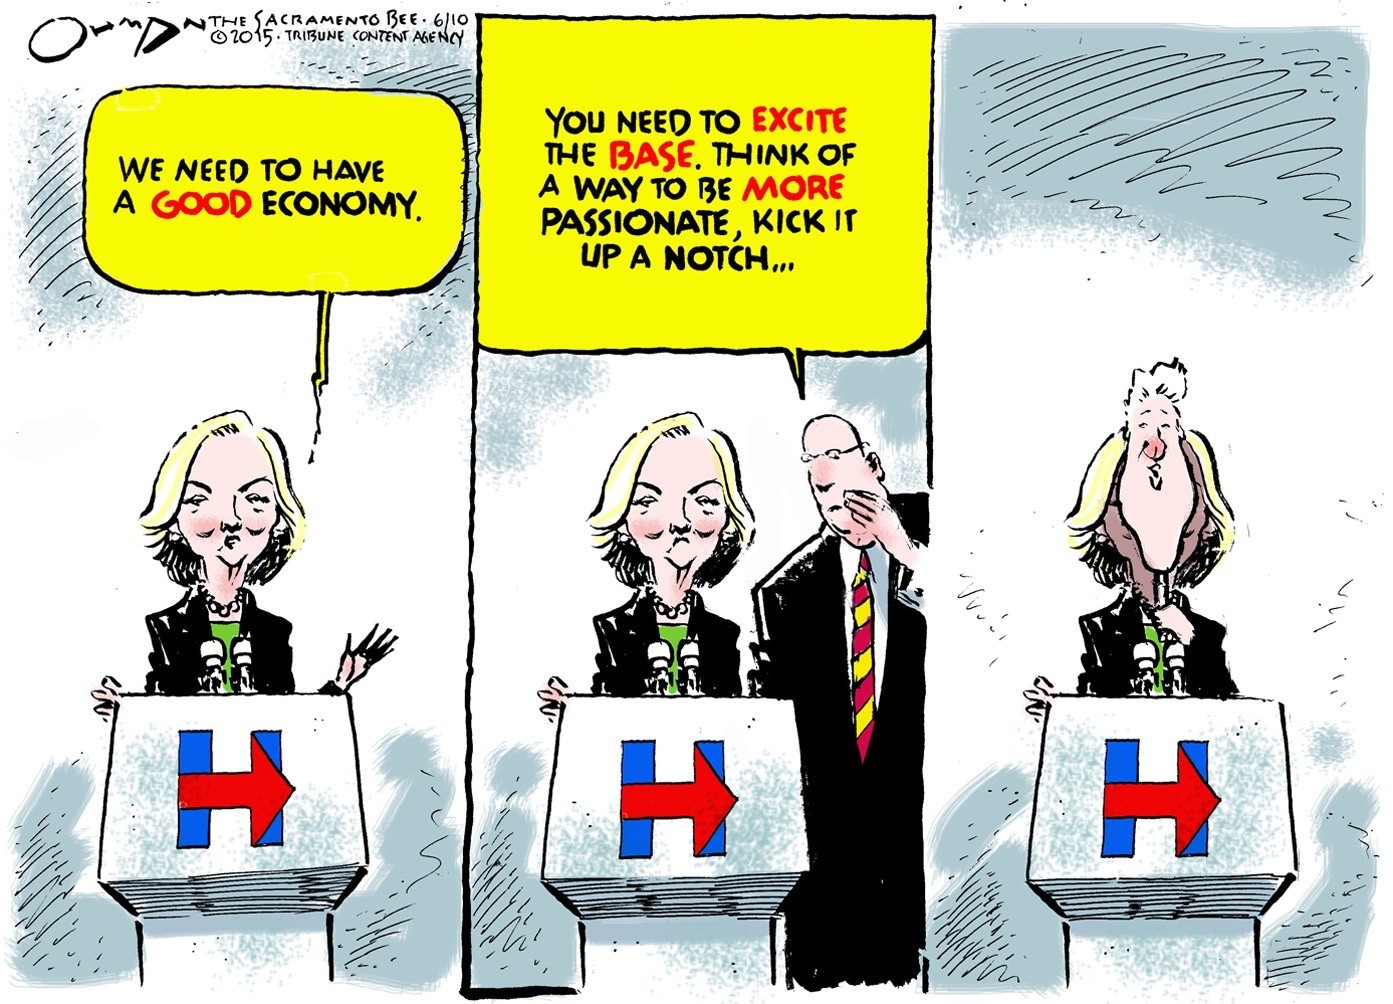 OHMAN THE SACRAMENTO BEE · 6/10
©2015 · TRIBUNE CONTENT AGENCY
WE NEED TO HAVE
A GOOD ECONOMY.
YOU NEED TO EXCITE
THE BASE. THINK OF
A WAY TO BE MORE
PASSIONATE, KICK IT
UP A NOTCH...
H
H
H